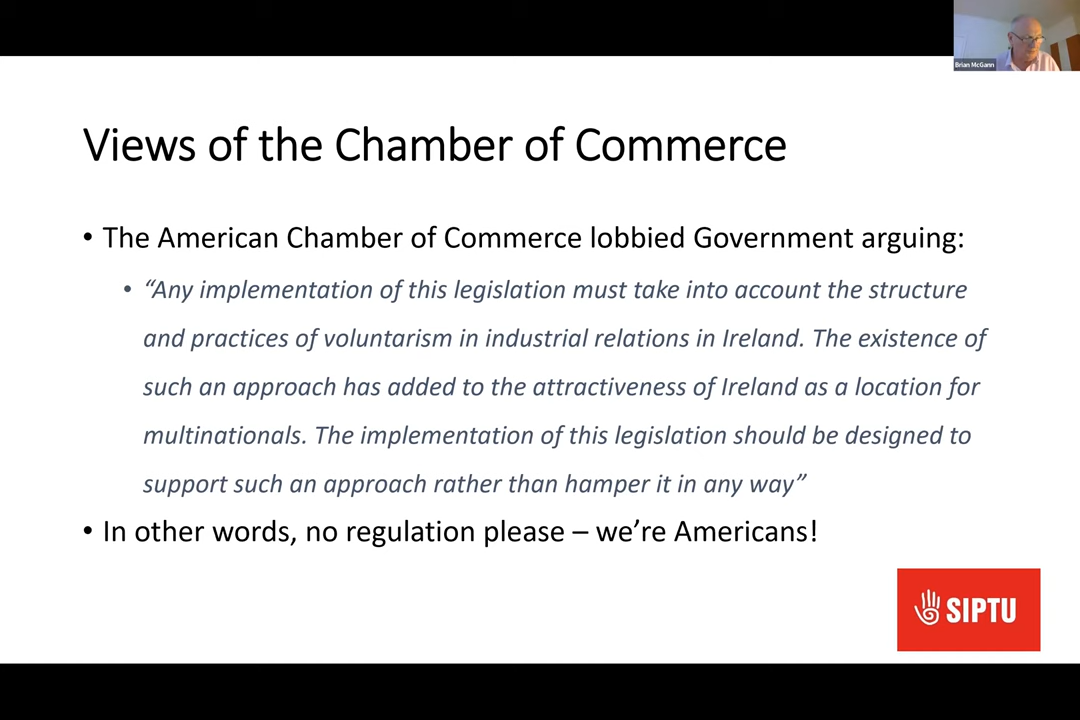 Brian McGann
Views of the Chamber of Commerce
• The American Chamber of Commerce lobbied Government arguing:
• “Any implementation of this legislation must take into account the structure
and practices of voluntarism in industrial relations in Ireland. The existence of
such an approach has added to the attractiveness of Ireland as a location for
multinationals. The implementation of this legislation should be designed to
support such an approach rather than hamper it in any way”
• In other words, no regulation please – we’re Americans!
SIPTU